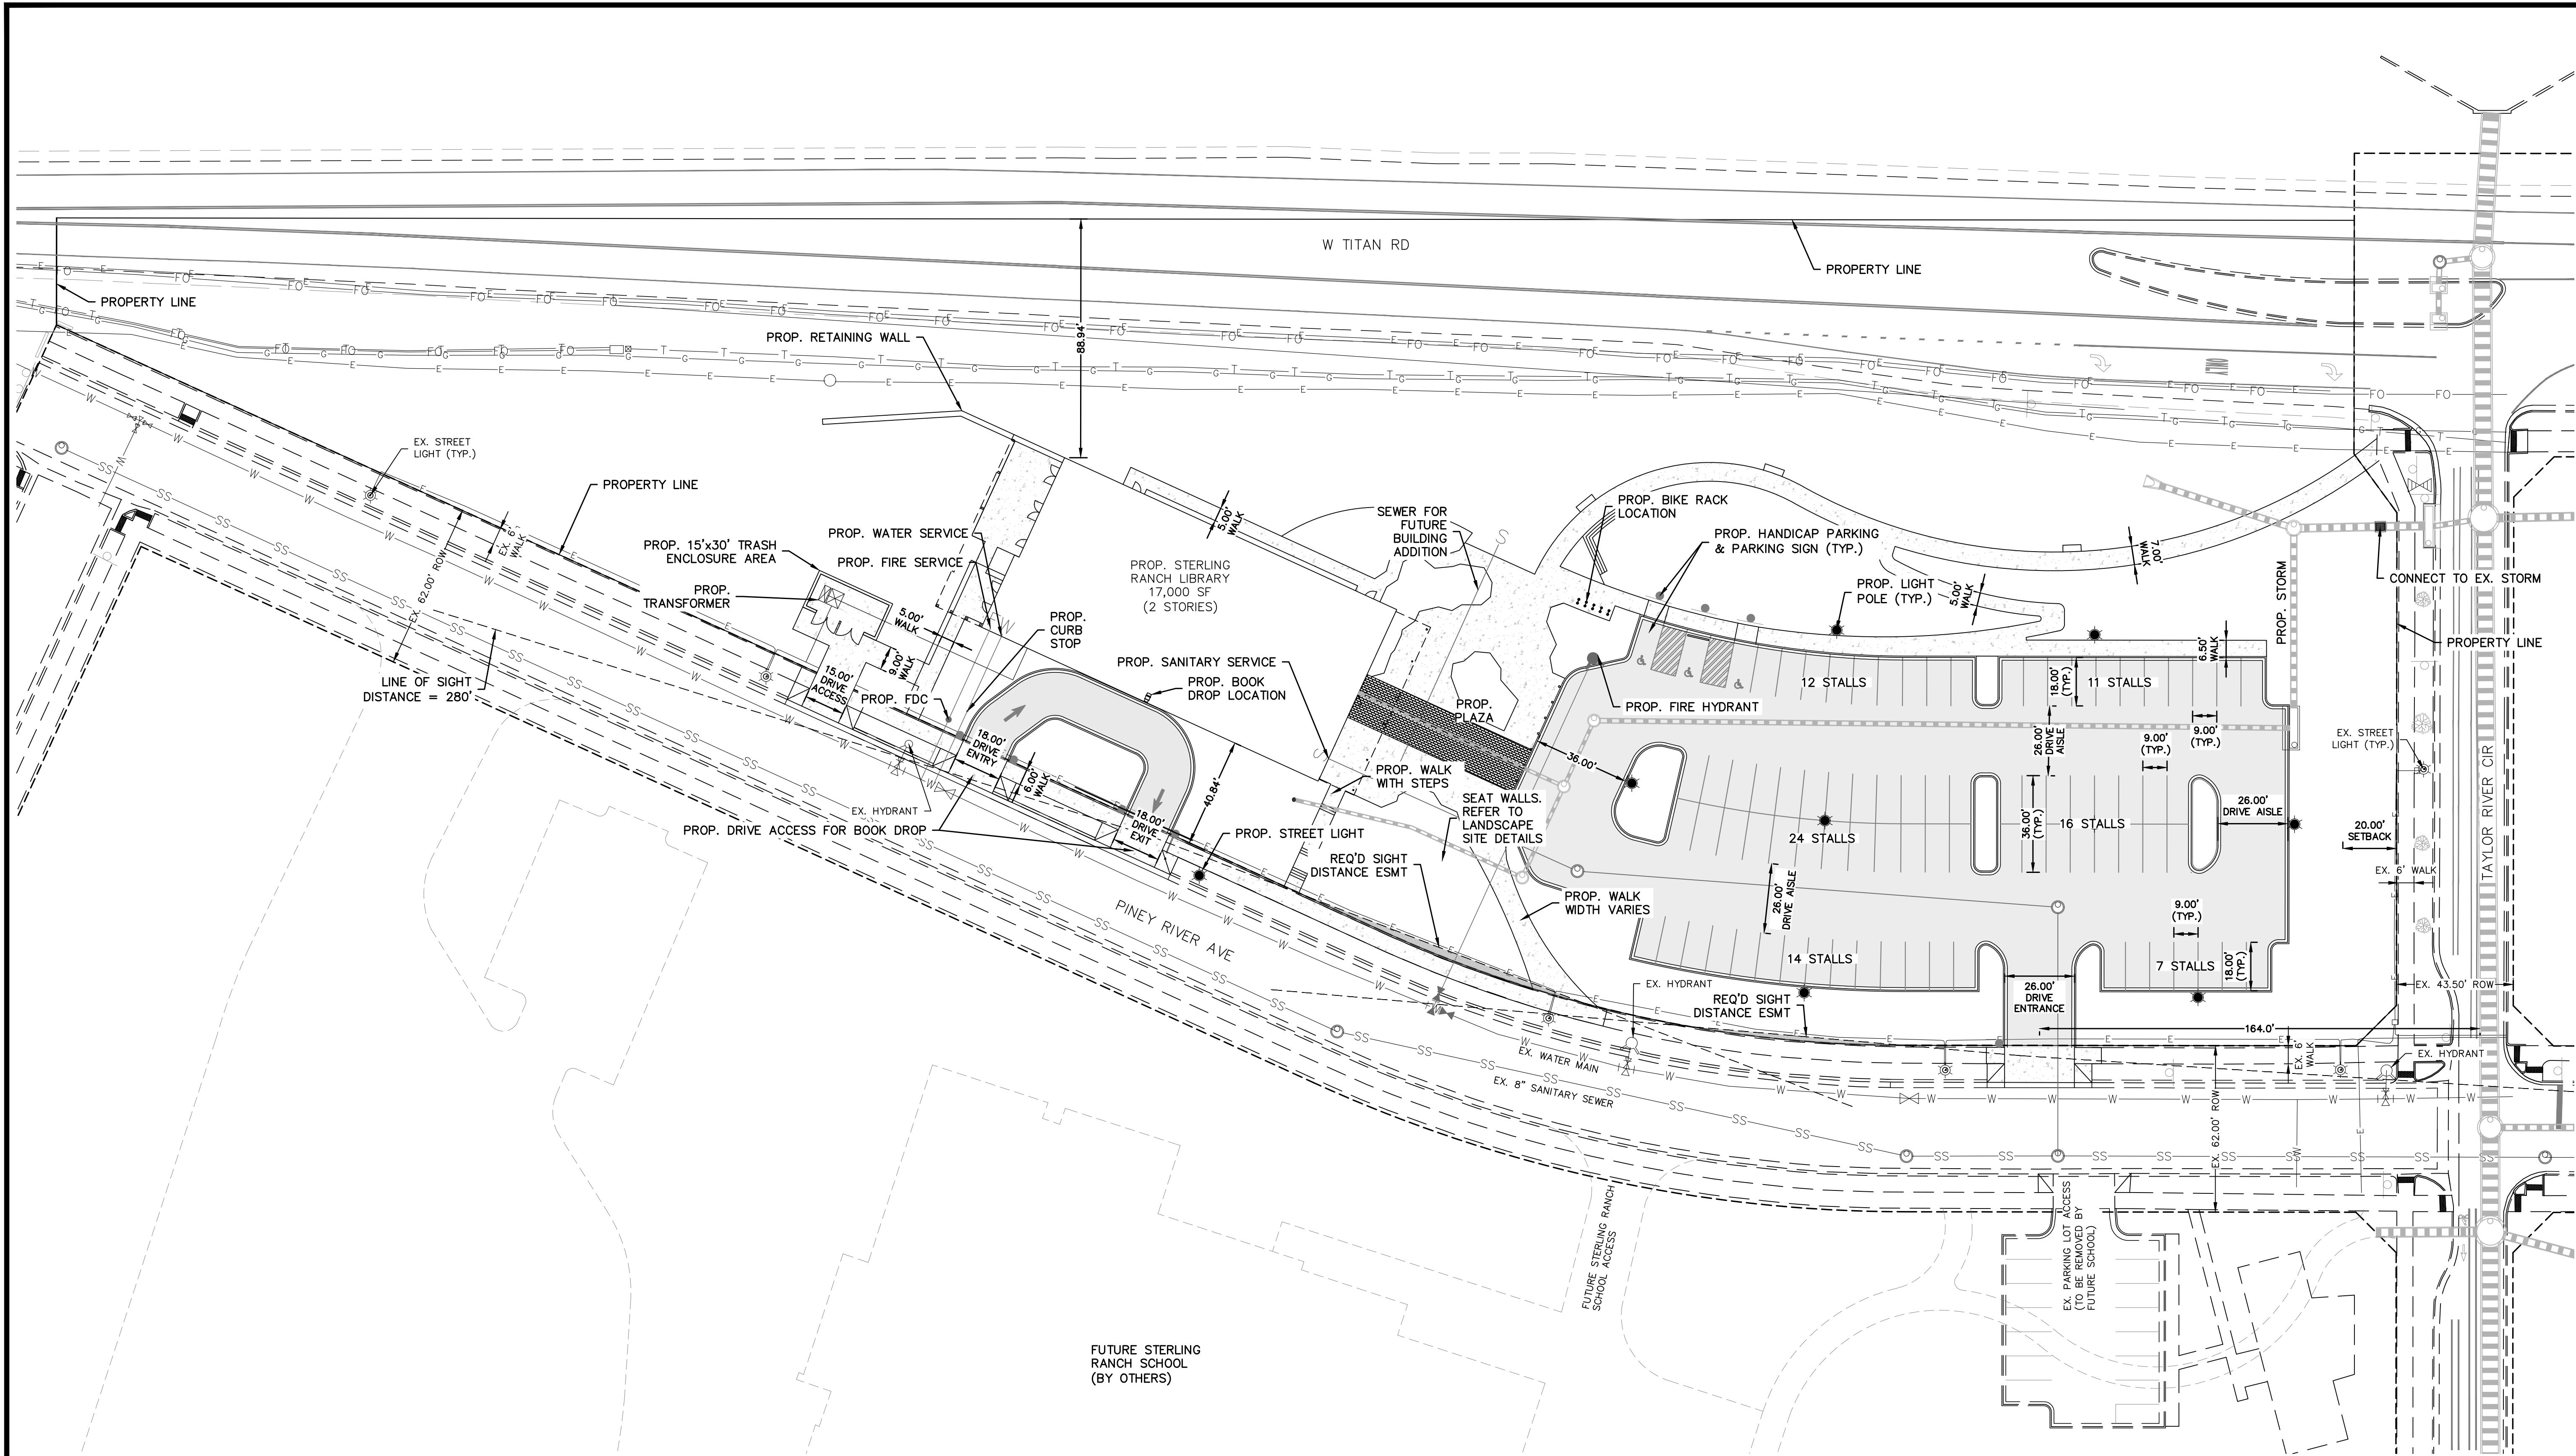 W TITAN RD
PROPERTY LINE
PROPERTY LINE
88.94'
PROP. RETAINING WALL
EX. STREET
LIGHT (TYP.)
PROPERTY LINE
EX. 6'
WALK
EX. 62.00' ROW
LINE OF SIGHT
DISTANCE = 280'
PROP. WATER SERVICE
PROP. FIRE SERVICE
PROP. 15'x30' TRASH
ENCLOSURE AREA
PROP.
TRANSFORMER
5.00'
WALK
9.00'
WALK
15.00'
DRIVE
ACCESS
PROP. FDC
PROP.
CURB
STOP
PROP. STERLING
RANCH LIBRARY
17,000 SF
(2 STORIES)
5.00'
WALK
SEWER FOR
FUTURE
BUILDING
ADDITION
PROP. BIKE RACK
LOCATION
PROP. HANDICAP PARKING
& PARKING SIGN (TYP.)
PROP. LIGHT
POLE (TYP.)
5.00'
WALK
7.00'
WALK
PROP. STORM
CONNECT TO EX. STORM
PROPERTY LINE
6.50'
WALK
PROP. SANITARY SERVICE
PROP. BOOK
DROP LOCATION
18.00'
DRIVE
ENTRY
6.00'
WALK
18.00'
DRIVE
EXIT
40.84'
EX. HYDRANT
PROP. DRIVE ACCESS FOR BOOK DROP
PROP. STREET LIGHT
PROP.
PLAZA
PROP. FIRE HYDRANT
36.00'
PROP. WALK
WITH STEPS
SEAT WALLS.
REFER TO
LANDSCAPE
SITE DETAILS
REQ'D SIGHT
DISTANCE ESMT
PROP. WALK
WIDTH VARIES
12 STALLS
18.00'
(TYP.)
11 STALLS
26.00'
DRIVE
AISLE
9.00'
(TYP.)
9.00'
(TYP.)
24 STALLS
36.00'
(TYP.)
16 STALLS
26.00'
DRIVE AISLE
26.00'
DRIVE AISLE
14 STALLS
9.00'
(TYP.)
7 STALLS
18.00'
(TYP.)
EX. STREET
LIGHT (TYP.)
20.00'
SETBACK
EX. 6' WALK
TAYLOR RIVER CIR
EX. 43.50' ROW
26.00'
DRIVE
ENTRANCE
164.0'
EX. HYDRANT
REQ'D SIGHT
DISTANCE ESMT
PINEY RIVER AVE
EX. WATER MAIN
EX. 8" SANITARY SEWER
EX. 6'
WALK
EX. HYDRANT
EX. 62.00' ROW
FUTURE STERLING RANCH
SCHOOL ACCESS
EX. PARKING LOT ACCESS
(TO BE REMOVED BY
FUTURE SCHOOL)
FUTURE STERLING
RANCH SCHOOL
(BY OTHERS)